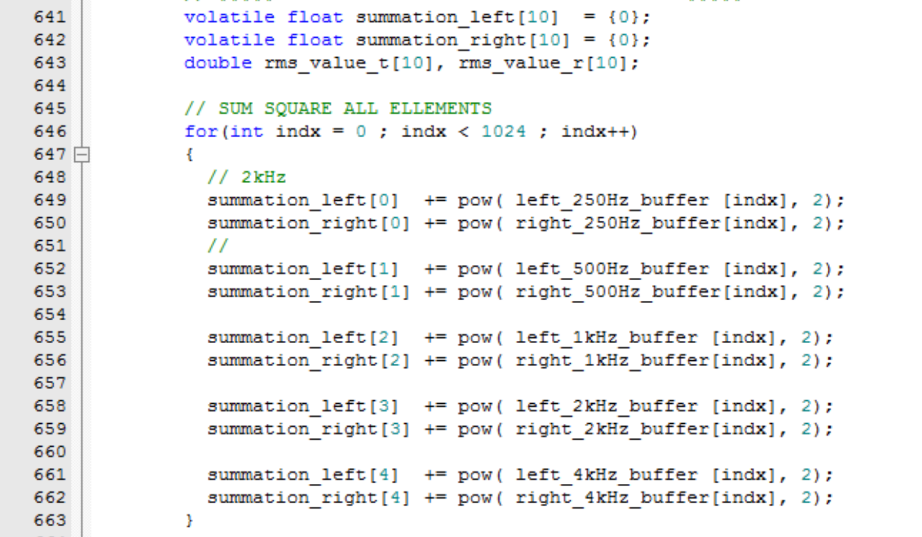 641 volatile float summation_left[10]  = {0};
642 volatile float summation_right[10] = {0};
643 double rms_value_t[10], rms_value_r[10];
644
645 // SUM SQUARE ALL ELLEMENTS
646 for(int indx = 0 ; indx < 1024 ; indx++)
647 {
648   // 2kHz
649   summation_left[0]  += pow( left_250Hz_buffer [indx], 2);
650   summation_right[0] += pow( right_250Hz_buffer[indx], 2);
651   //
652   summation_left[1]  += pow( left_500Hz_buffer [indx], 2);
653   summation_right[1] += pow( right_500Hz_buffer[indx], 2);
654
655   summation_left[2]  += pow( left_1kHz_buffer [indx], 2);
656   summation_right[2] += pow( right_1kHz_buffer[indx], 2);
657
658   summation_left[3]  += pow( left_2kHz_buffer [indx], 2);
659   summation_right[3] += pow( right_2kHz_buffer[indx], 2);
660
661   summation_left[4]  += pow( left_4kHz_buffer [indx], 2);
662   summation_right[4] += pow( right_4kHz_buffer[indx], 2);
663 }